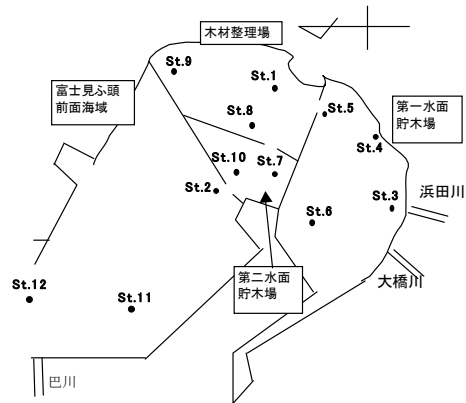 木材整理場
St.9
St.1
富士見ふ頭
前面海域
St.5
第一水面
貯木場
St.8
St.4
St.10
St.7
St.2
St.3
浜田川
St.6
第二水面
貯木場
大橋川
St.12
St.11
巴川